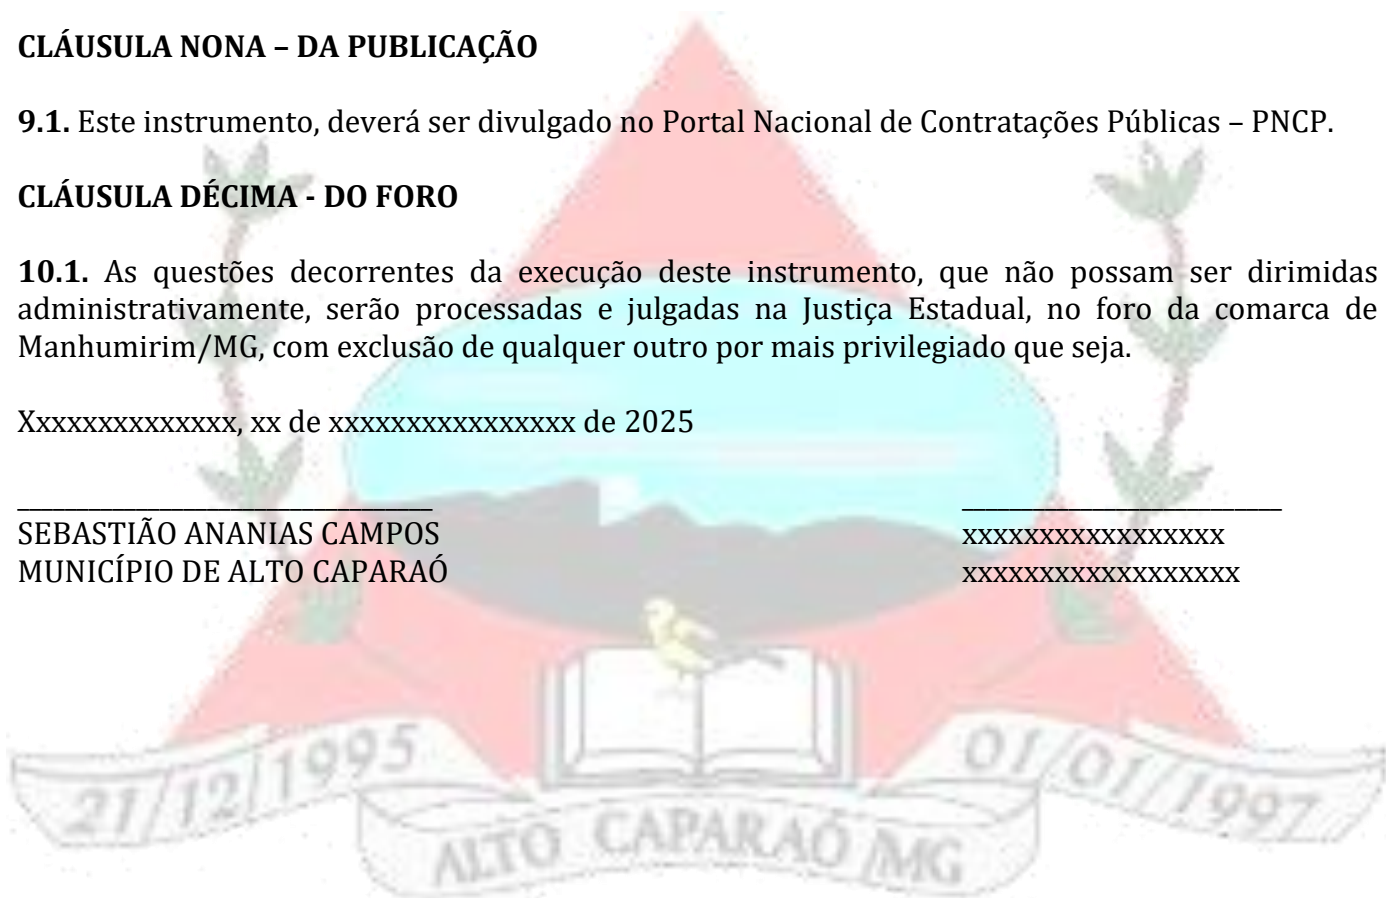 CLÁUSULA NONA – DA PUBLICAÇÃO
9.1. Este instrumento, deverá ser divulgado no Portal Nacional de Contratações Públicas – PNCP.
CLÁUSULA DÉCIMA - DO FORO
10.1. As questões decorrentes da execução deste instrumento, que não possam ser dirimidas
administrativamente, serão processadas e julgadas na Justiça Estadual, no foro da comarca de
Manhumirim/MG, com exclusão de qualquer outro por mais privilegiado que seja.
Xxxxxxxxxxxxxxx, xx de xxxxxxxxxxxxxxxx de 2025
SEBASTIÃO ANANIAS CAMPOS xxxxxxxxxxxxxxxxx
MUNICÍPIO DE ALTO CAPARAÓ xxxxxxxxxxxxxxxxxx
21/12/1995 01/01/1997
ALTO CAPARAÓ MG